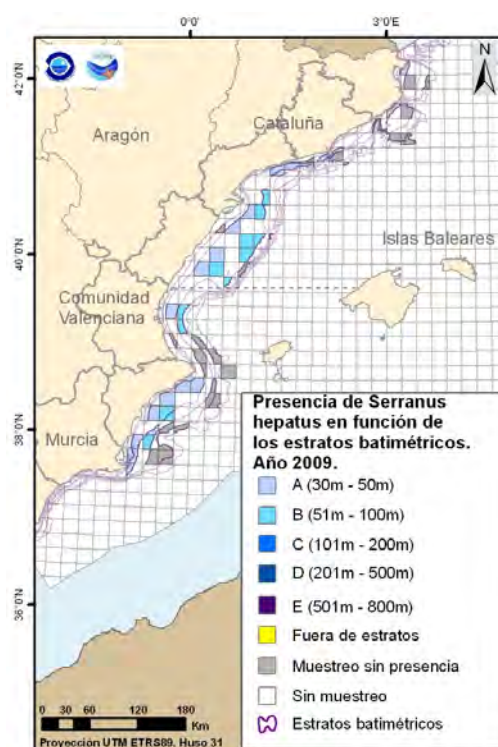 0°0'
3°0'E
42°0'N
40°0'N
38°0'N
36°0'N
N
Aragón
Cataluña
Islas Baleares
Comunidad
Valenciana
Murcia
Presencia de Serranus
hepatus en función de
los estratos batimétricos.
Año 2009.
A (30m - 50m)
B (51m - 100m)
C (101m - 200m)
D (201m - 500m)
E (501m - 800m)
Fuera de estratos
Muestreo sin presencia
Sin muestreo
Estratos batimétricos
0 30 60 120 180
Km
Proyección UTM ETRS89. Huso 31